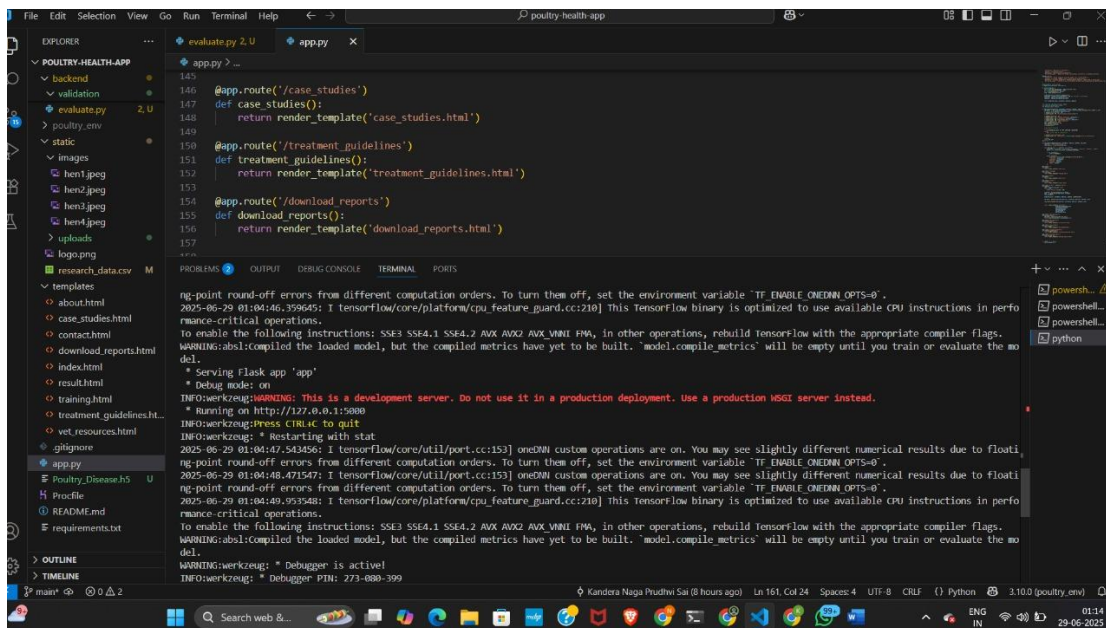 File Edit Selection View Go Run Terminal Help
poultry-health-app
EXPLORER
POULTRY-HEALTH-APP
backend
validation
evaluate.py 2, U
poultry_env
static
images
hen1.jpeg
hen2.jpeg
hen3.jpeg
hen4.jpeg
uploads
logo.png
research_data.csv M
templates
about.html
case_studies.html
contact.html
download_reports.html
index.html
result.html
training.html
treatment_guidelines.ht...
vet_resources.html
.gitignore
app.py
Poultry_Disease.h5 U
Procfile
README.md
requirements.txt
OUTLINE
TIMELINE
evaluate.py 2, U app.py
app.py > ...
145
146 @app.route('/case_studies')
147 def case_studies():
148 return render_template('case_studies.html')
149
150 @app.route('/treatment_guidelines')
151 def treatment_guidelines():
152 return render_template('treatment_guidelines.html')
153
154 @app.route('/download_reports')
155 def download_reports():
156 return render_template('download_reports.html')
157
PROBLEMS 2 OUTPUT DEBUG CONSOLE TERMINAL PORTS
ng-point round-off errors from different computation orders. To turn them off, set the environment variable `TF_ENABLE_ONEDNN_OPTS=0`.
2025-06-29 01:04:46.359645: I tensorflow/core/platform/cpu_feature_guard.cc:210] This TensorFlow binary is optimized to use available CPU instructions in perfo
rmance-critical operations.
To enable the following instructions: SSE3 SSE4.1 SSE4.2 AVX AVX2 AVX_VNNI FMA, in other operations, rebuild TensorFlow with the appropriate compiler flags.
WARNING:absl:Compiled the loaded model, but the compiled metrics have yet to be built. `model.compile_metrics` will be empty until you train or evaluate the mo
del.
* Serving Flask app 'app'
* Debug mode: on
INFO:werkzeug:WARNING: This is a development server. Do not use it in a production deployment. Use a production WSGI server instead.
* Running on http://127.0.0.1:5000
INFO:werkzeug:Press CTRL+C to quit
INFO:werkzeug: * Restarting with stat
2025-06-29 01:04:47.543456: I tensorflow/core/util/port.cc:153] oneDNN custom operations are on. You may see slightly different numerical results due to floati
ng-point round-off errors from different computation orders. To turn them off, set the environment variable `TF_ENABLE_ONEDNN_OPTS=0`.
2025-06-29 01:04:48.471547: I tensorflow/core/util/port.cc:153] oneDNN custom operations are on. You may see slightly different numerical results due to floati
ng-point round-off errors from different computation orders. To turn them off, set the environment variable `TF_ENABLE_ONEDNN_OPTS=0`.
2025-06-29 01:04:49.953548: I tensorflow/core/platform/cpu_feature_guard.cc:210] This TensorFlow binary is optimized to use available CPU instructions in perfo
rmance-critical operations.
To enable the following instructions: SSE3 SSE4.1 SSE4.2 AVX AVX2 AVX_VNNI FMA, in other operations, rebuild TensorFlow with the appropriate compiler flags.
WARNING:absl:Compiled the loaded model, but the compiled metrics have yet to be built. `model.compile_metrics` will be empty until you train or evaluate the mo
del.
WARNING:werkzeug: * Debugger is active!
INFO:werkzeug: * Debugger PIN: 273-080-399
powersh...
powershell...
powershell...
python
main* 0 2 Kandera Naga Prudhvi Sai (8 hours ago) Ln 161, Col 24 Spaces: 4 UTF-8 CRLF {} Python 3.10.0 (poultry_env)
Search web &...
99+
ENG
IN
01:14
29-06-2025